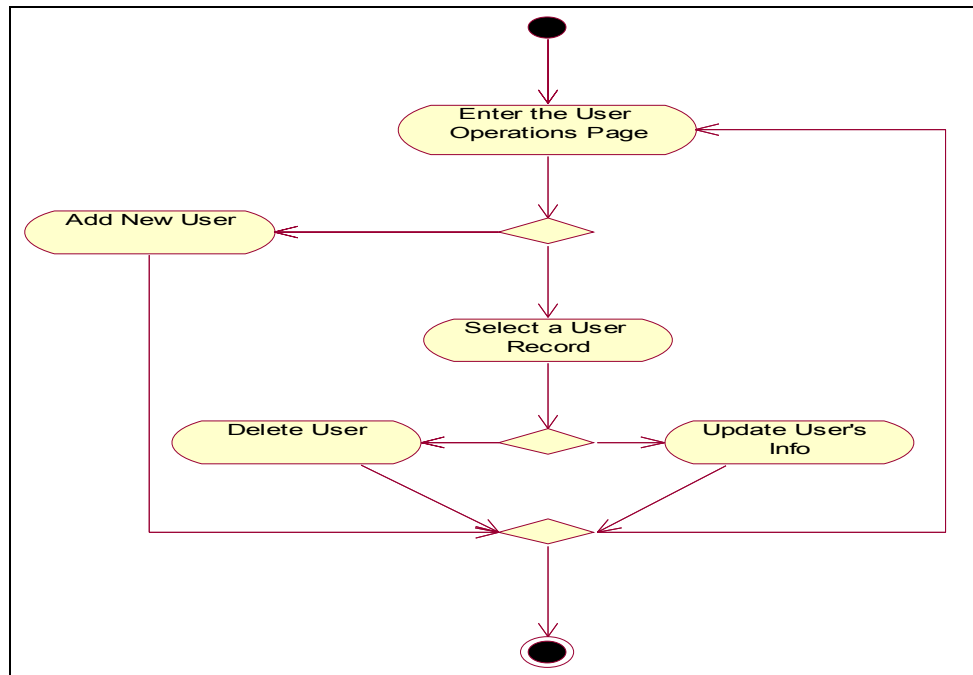 Enter the User
Operations Page
Add New User
Select a User
Record
Delete User
Update User's
Info